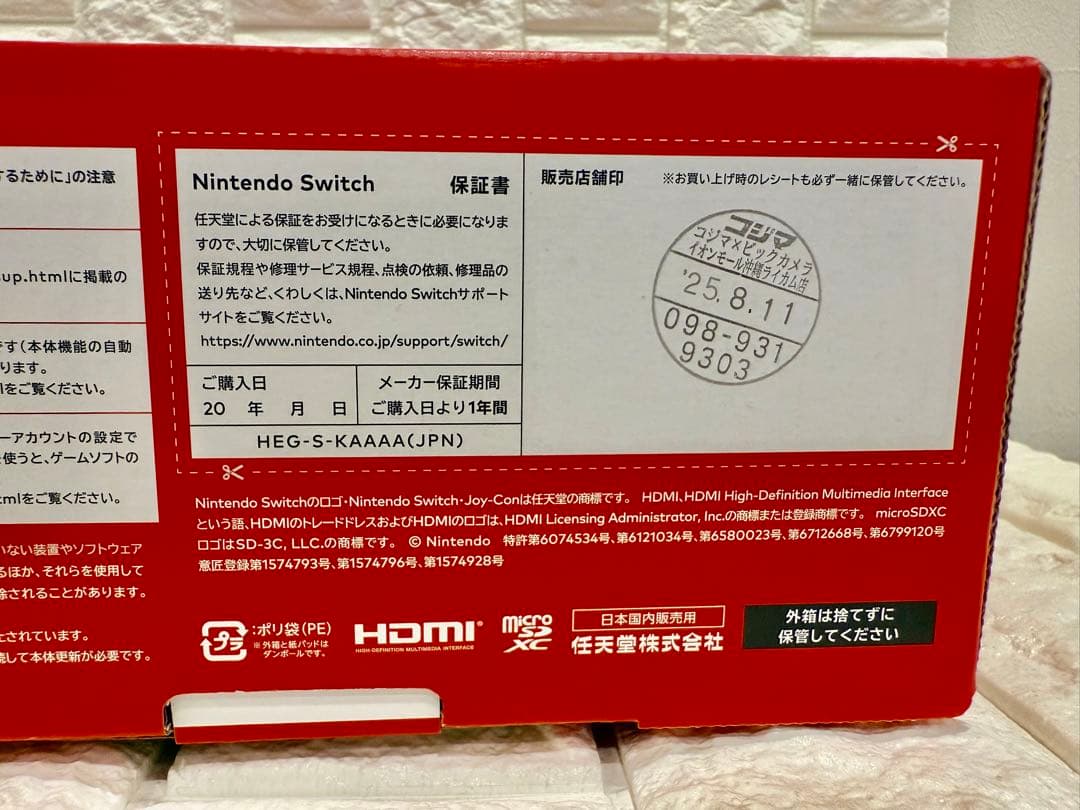 するために」の注意
sup.htmlに掲載の
です(本体機能の自動
ります。
lをご覧ください。
ーアカウントの設定で
使うと、ゲームソフトの
tmlをご覧ください。
いない装置やソフトウェア
るほか、それらを使用して
除されることがあります。
されています。
続して本体更新が必要です。
Nintendo Switch 保証書
任天堂による保証をお受けになるときに必要になりま
すので、大切に保管してください。
保証規程や修理サービス規程、点検の依頼、修理品の
送り先など、くわしくは、Nintendo Switchサポート
サイトをご覧ください。
https://www.nintendo.co.jp/support/switch/
ご購入日
20 年 月 日
メーカー保証期間
ご購入日より1年間
HEG-S-KAAAA(JPN)
販売店舗印 ※お買い上げ時のレシートも必ず一緒に保管してください。
コジマ
コジマ×ビックカメラ
イオンモール沖縄ライカム店
'25.8.11
098-931
9303
Nintendo Switchのロゴ・Nintendo Switch・Joy-Conは任天堂の商標です。 HDMI、HDMI High-Definition Multimedia Interface
という語、HDMIのトレードドレスおよびHDMIのロゴは、HDMI Licensing Administrator, Inc.の商標または登録商標です。 microSDXC
ロゴはSD-3C, LLC.の商標です。 © Nintendo 特許第6074534号、第6121034号、第6580023号、第6712668号、第6799120号
意匠登録第1574793号、第1574796号、第1574928号
プラ
:ポリ袋(PE)
※外箱と紙パッドは
ダンボールです。
HDMI®
HIGH-DEFINITION MULTIMEDIA INTERFACE
micro
SD
XC
日本国内販売用
任天堂株式会社
外箱は捨てずに
保管してください